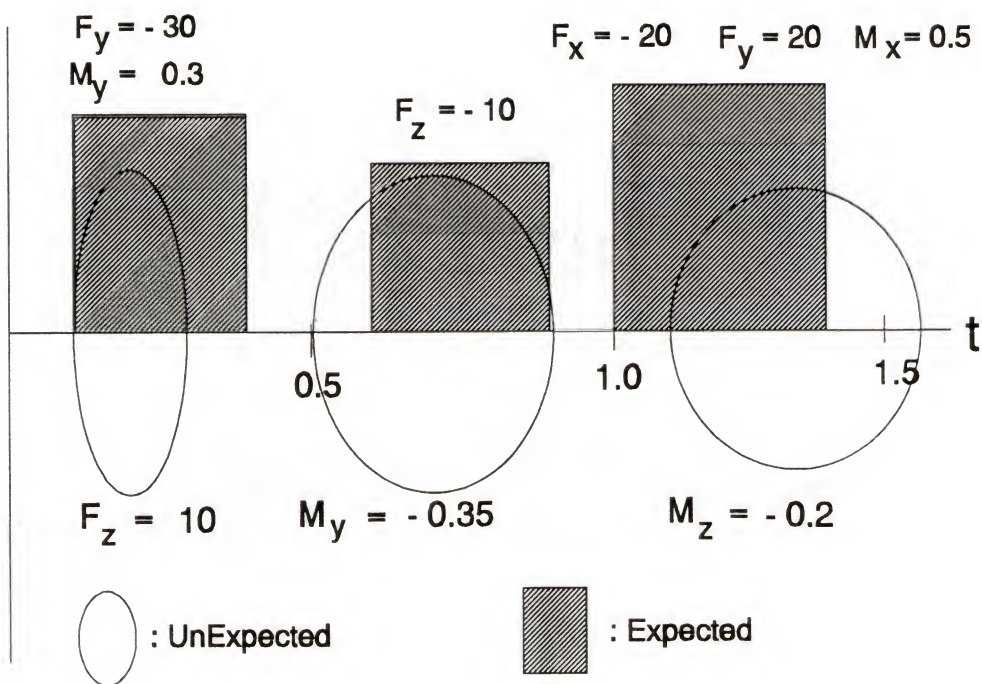 F_y = - 30
M_y = 0.3
F_z = - 10
F_x = - 20 F_y = 20 M_x = 0.5
0.5 1.0 1.5 t
F_z = 10 M_y = - 0.35 M_z = - 0.2
: UnExpected : Expected